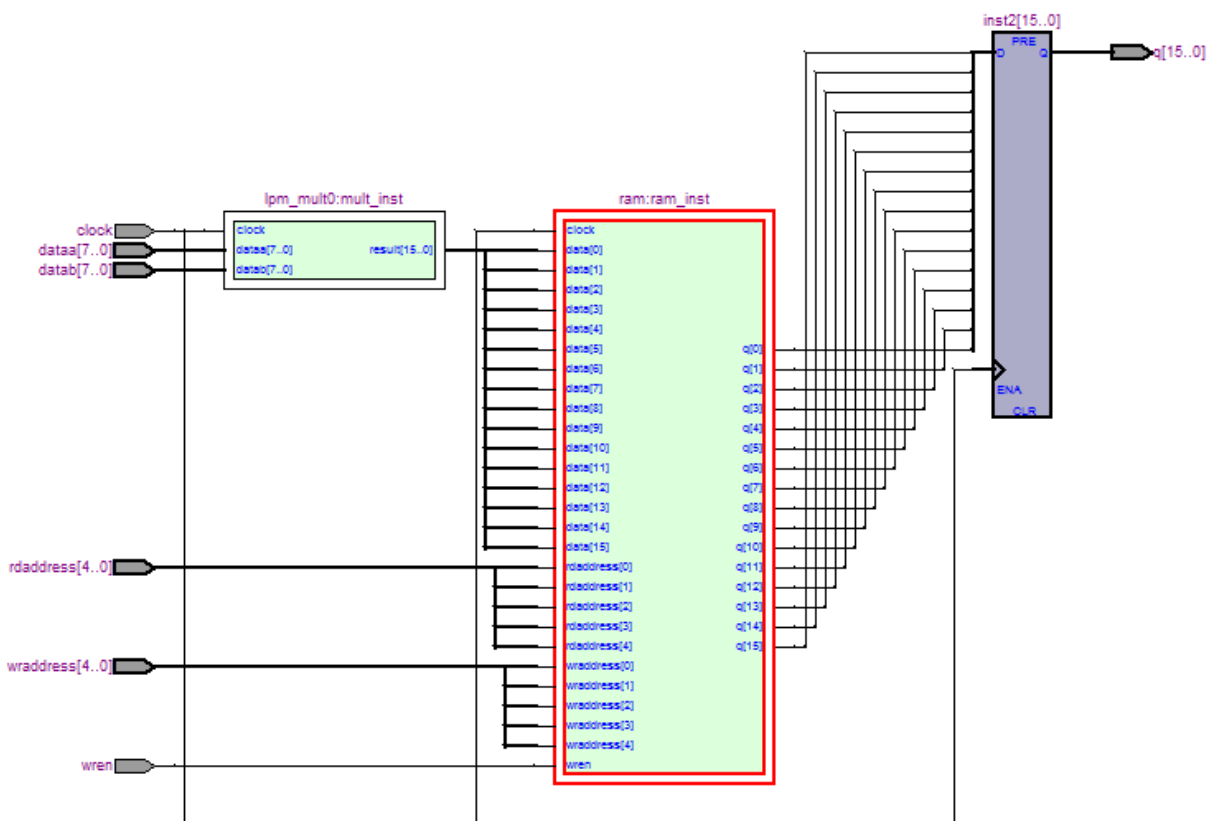 inst2[15..0]
PRE
D
Q
q[15..0]
ENA
CLR
lpm_mult0:mult_inst
clock
dataa[7..0]
datab[7..0]
clock
dataa[7..0]
result[15..0]
datab[7..0]
ram:ram_inst
clock
data[0]
data[1]
data[2]
data[3]
data[4]
data[5]
data[6]
data[7]
data[8]
data[9]
data[10]
data[11]
data[12]
data[13]
data[14]
data[15]
rdaddress[0]
rdaddress[1]
rdaddress[2]
rdaddress[3]
rdaddress[4]
wraddress[0]
wraddress[1]
wraddress[2]
wraddress[3]
wraddress[4]
wren
q[0]
q[1]
q[2]
q[3]
q[4]
q[5]
q[6]
q[7]
q[8]
q[9]
q[10]
q[11]
q[12]
q[13]
q[14]
q[15]
rdaddress[4..0]
wraddress[4..0]
wren